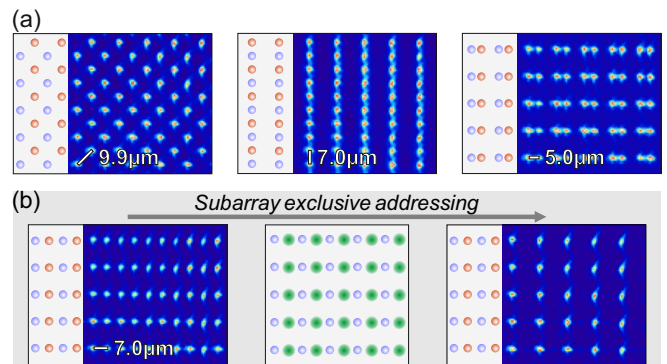 (a)
9.9μm
7.0μm
5.0μm
(b)
Subarray exclusive addressing
7.0μm